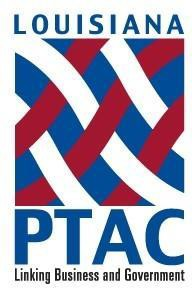 LOUISIANA
PTAC
Linking Business and Government